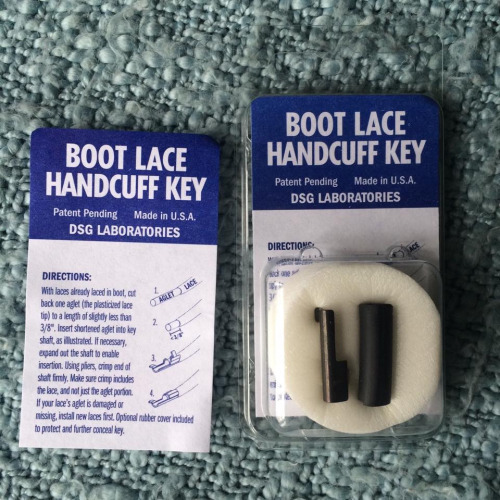 BOOT LACE
HANDCUFF KEY
Patent Pending Made in U.S.A.
DSG LABORATORIES
DIRECTIONS:
With laces already laced in boot, cut
back one aglet (the plasticized lace
tip) to a length of slightly less than
3/8". Insert shortened aglet into key
shaft, as illustrated. If necessary,
expand out the shaft to enable
insertion. Using pliers, crimp end of
shaft firmly. Make sure crimp includes
the lace, and not just the aglet portion.
If your lace's aglet is damaged or
missing, install new laces first. Optional rubber cover included
to protect and further conceal key.
1.
AGLET LACE
2.
3/8"
3.
4.
BOOT LACE
HANDCUFF KEY
Patent Pending Made in U.S.A.
DSG LABORATORIES
DIRECTIONS:
LACE